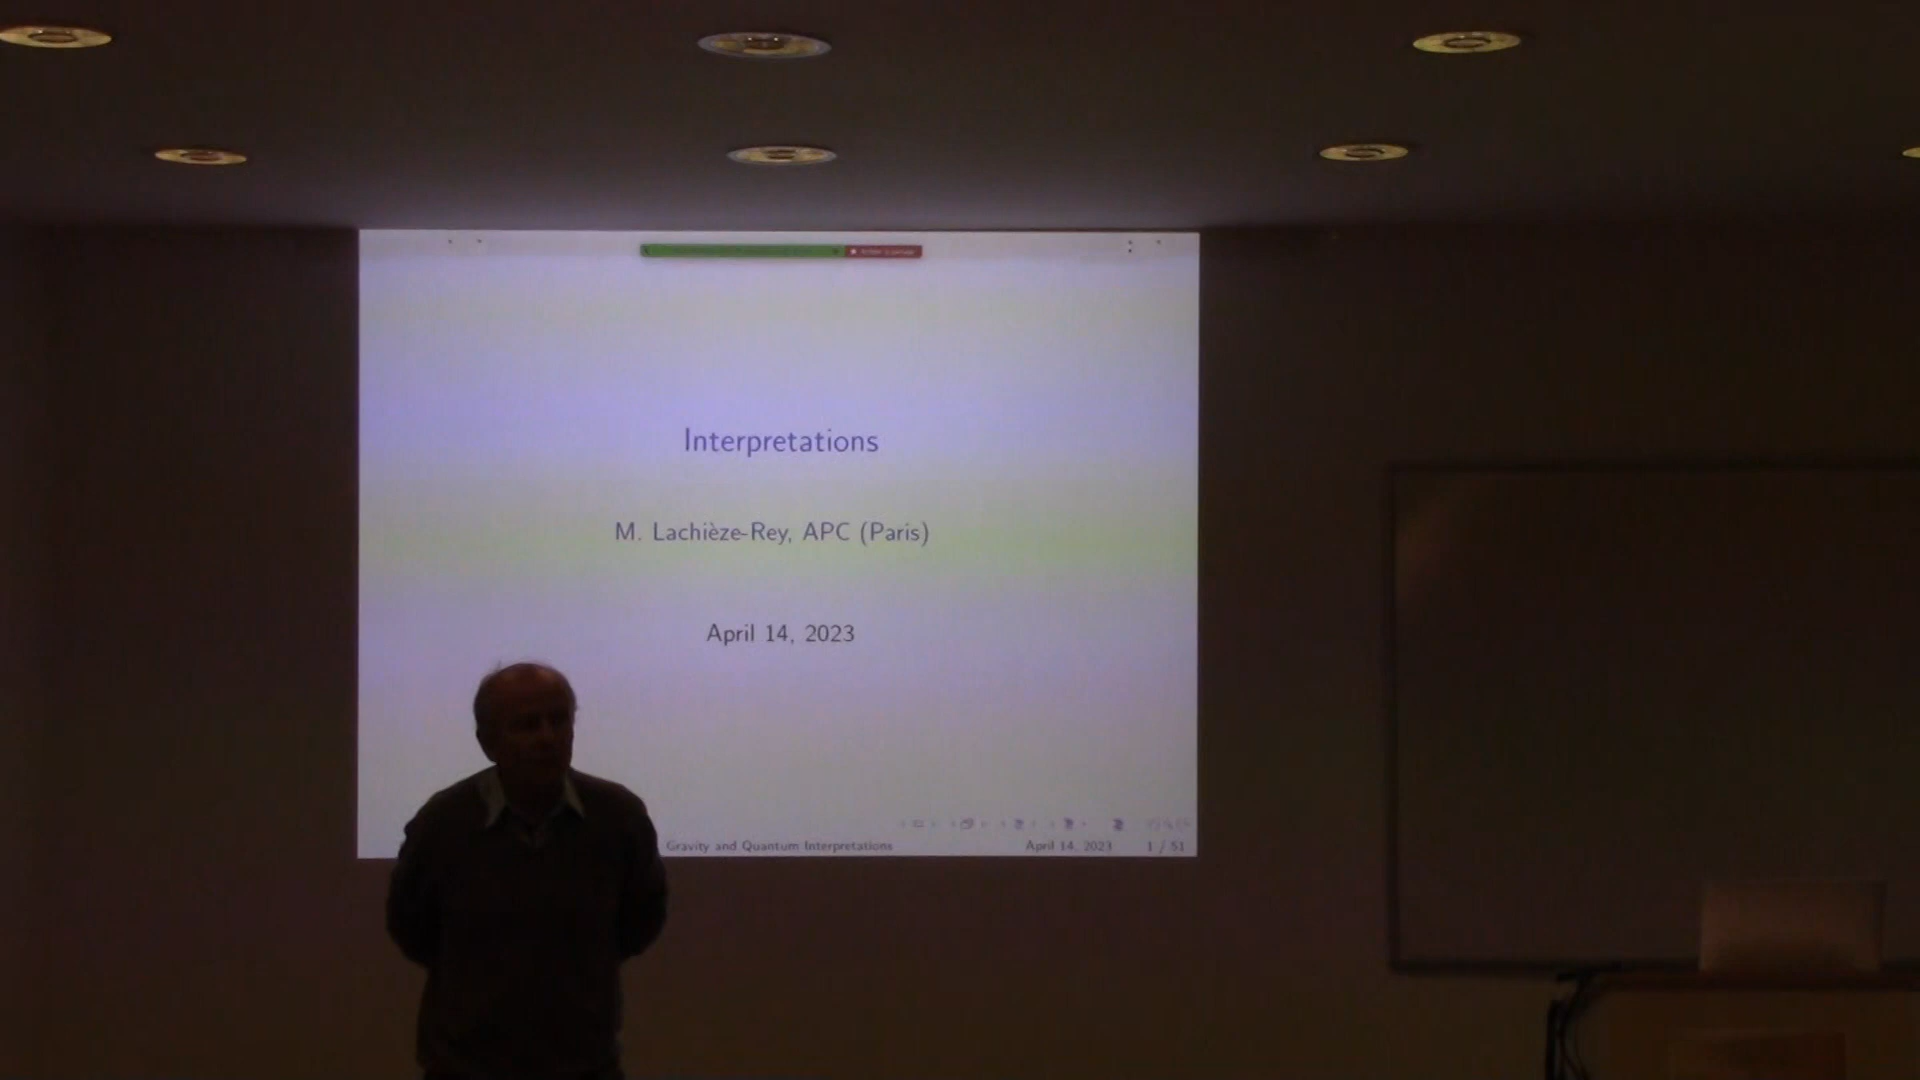 Interpretations
M. Lachièze-Rey, APC (Paris)
April 14, 2023
Gravity and Quantum Interpretations April 14, 2023 1 / 51